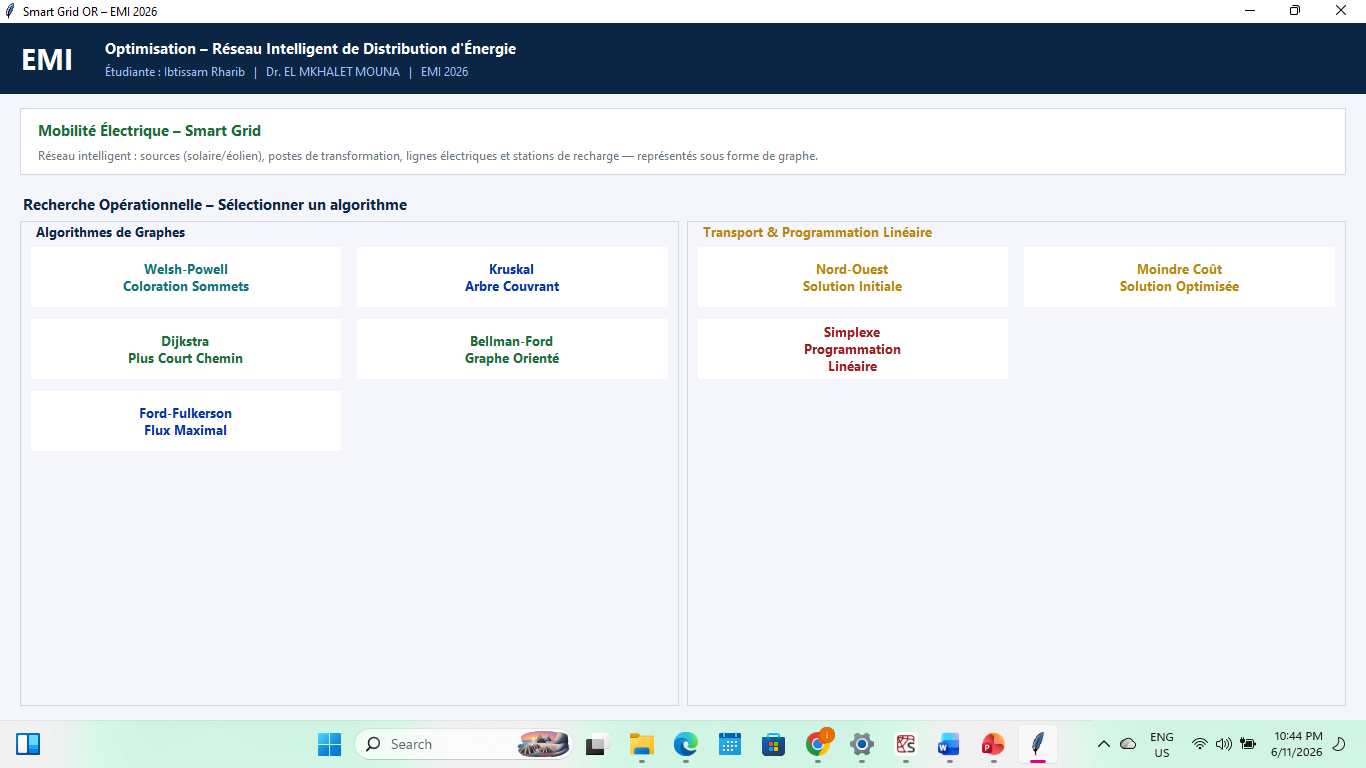 Smart Grid OR – EMI 2026
EMI
Optimisation – Réseau Intelligent de Distribution d'Énergie
Étudiante : Ibtissam Rharib | Dr. EL MKHALET MOUNA | EMI 2026
Mobilité Électrique – Smart Grid
Réseau intelligent : sources (solaire/éolien), postes de transformation, lignes électriques et stations de recharge — représentés sous forme de graphe.
Recherche Opérationnelle – Sélectionner un algorithme
Algorithmes de Graphes
Welsh-Powell
Coloration Sommets
Kruskal
Arbre Couvrant
Dijkstra
Plus Court Chemin
Bellman-Ford
Graphe Orienté
Ford-Fulkerson
Flux Maximal
Transport & Programmation Linéaire
Nord-Ouest
Solution Initiale
Moindre Coût
Solution Optimisée
Simplexe
Programmation
Linéaire
Search
ENG
US
10:44 PM
6/11/2026